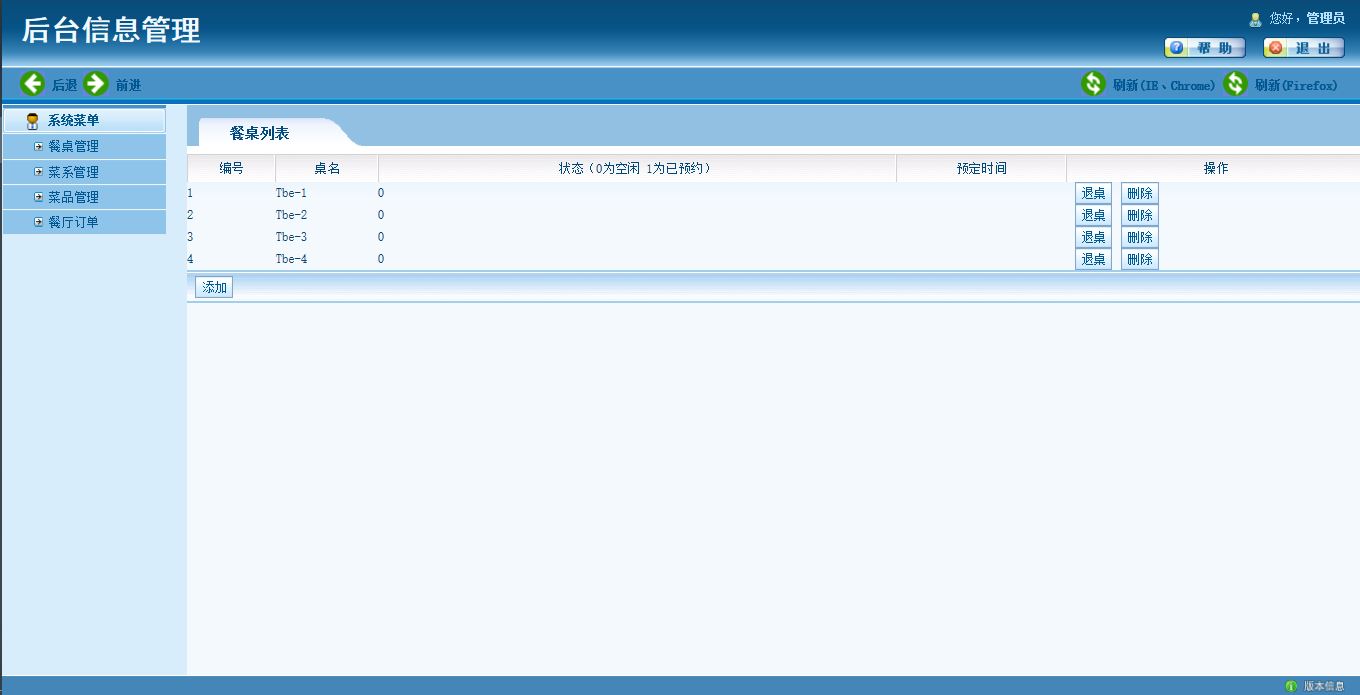 后台信息管理
您好，管理员
帮 助 退 出
后退 前进 刷新(IE、Chrome) 刷新(Firefox)
系统菜单
餐桌管理
菜系管理
菜品管理
餐厅订单
餐桌列表
编号 桌名 状态（0为空闲 1为已预约） 预定时间 操作
1 Tbe-1 0 退桌 删除
2 Tbe-2 0 退桌 删除
3 Tbe-3 0 退桌 删除
4 Tbe-4 0 退桌 删除
添加
版本信息